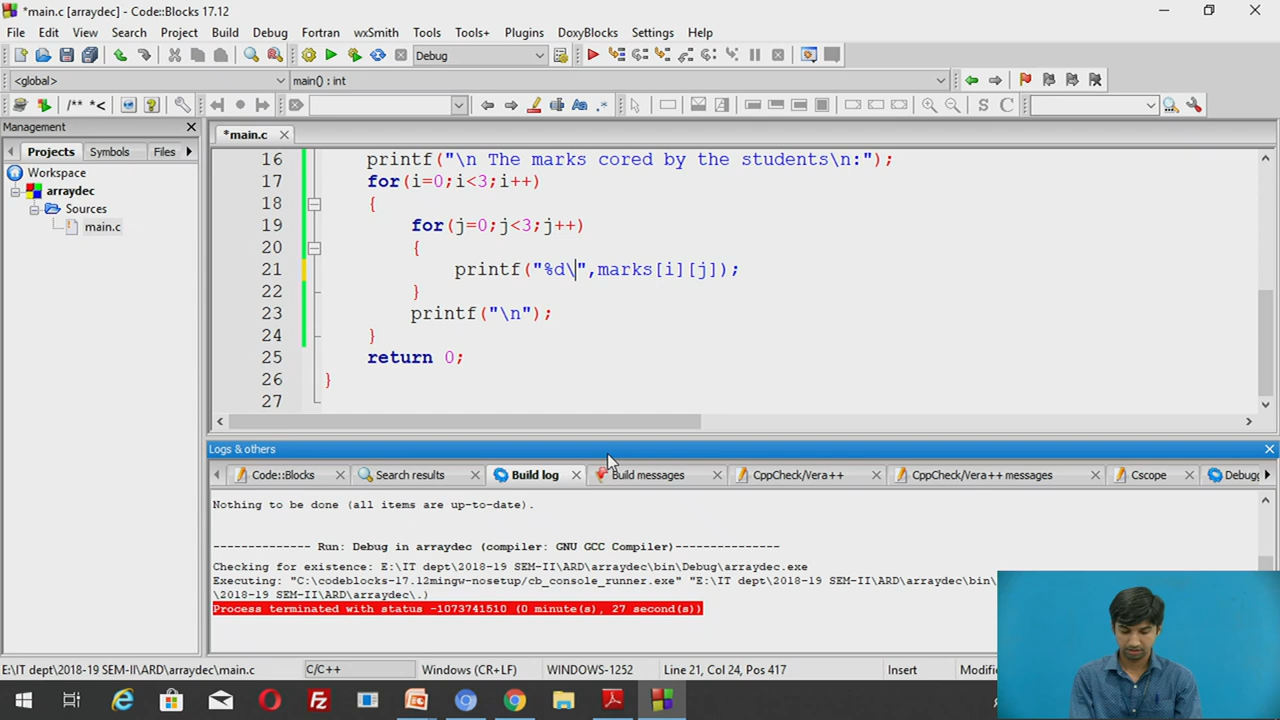 *main.c [arraydec] - Code::Blocks 17.12
File Edit View Search Project Build Debug Fortran wxSmith Tools Tools+ Plugins DoxyBlocks Settings Help
Debug
<global> main() : int
/** *<
Management
*main.c
Projects Symbols Files
Workspace
arraydec
Sources
main.c
16 printf("\n The marks cored by the students\n:");
17 for(i=0;i<3;i++)
18 {
19 for(j=0;j<3;j++)
20 {
21 printf("%d\",marks[i][j]);
22 }
23 printf("\n");
24 }
25 return 0;
26 }
27
Logs & others
Code::Blocks Search results Build log Build messages CppCheck/Vera++ CppCheck/Vera++ messages Cscope
Nothing to be done (all items are up-to-date).
-------------- Run: Debug in arraydec (compiler: GNU GCC Compiler)---------------
Checking for existence: E:\IT dept\2018-19 SEM-II\ARD\arraydec\bin\Debug\arraydec.exe
Executing: "C:\codeblocks-17.12mingw-nosetup/cb_console_runner.exe" "E:\IT dept\2018-19 SEM-II\ARD\arraydec\bin\
\2018-19 SEM-II\ARD\arraydec\.)
Process terminated with status -1073741510 (0 minute(s), 27 second(s))
E:\IT dept\2018-19 SEM-II\ARD\arraydec\main.c C/C++ Windows (CR+LF) WINDOWS-1252 Line 21, Col 24, Pos 417 Insert